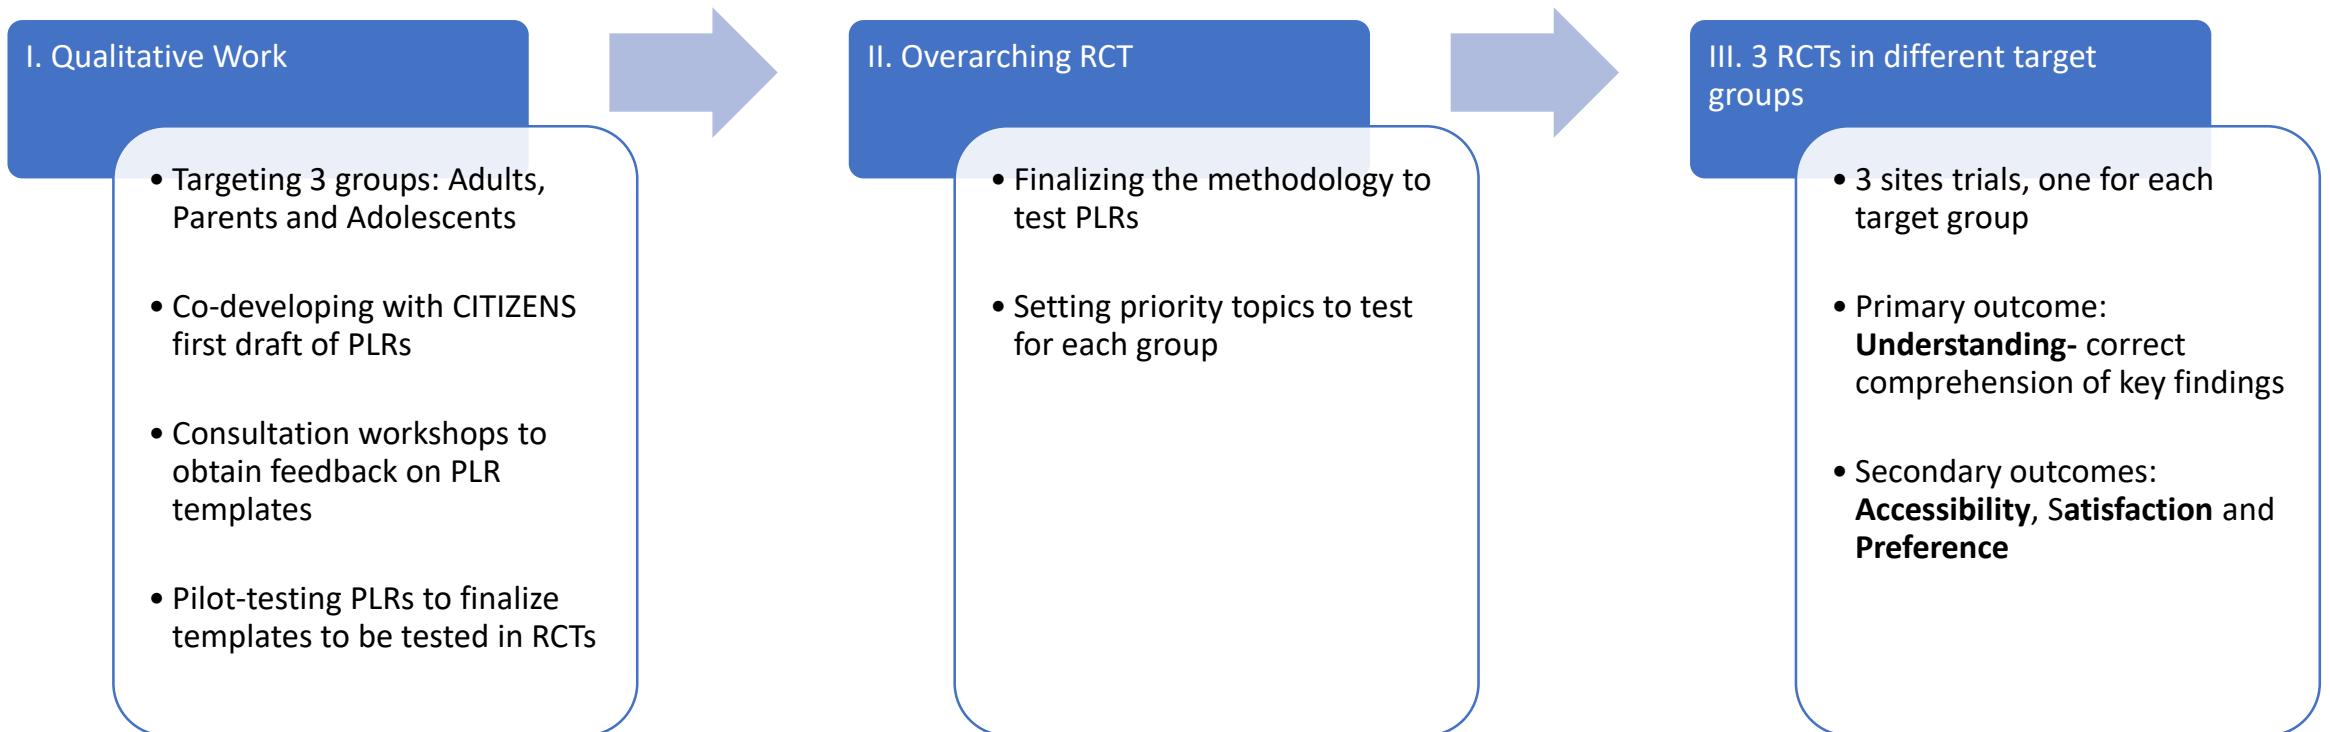 I. Qualitative Work
• Targeting 3 groups: Adults,
Parents and Adolescents
• Co-developing with CITIZENS
first draft of PLRs
• Consultation workshops to
obtain feedback on PLR
templates
• Pilot-testing PLRs to finalize
templates to be tested in RCTs
II. Overarching RCT
• Finalizing the methodology to
test PLRs
• Setting priority topics to test
for each group
III. 3 RCTs in different target
groups
• 3 sites trials, one for each
target group
• Primary outcome:
Understanding- correct
comprehension of key findings
• Secondary outcomes:
Accessibility, Satisfaction and
Preference